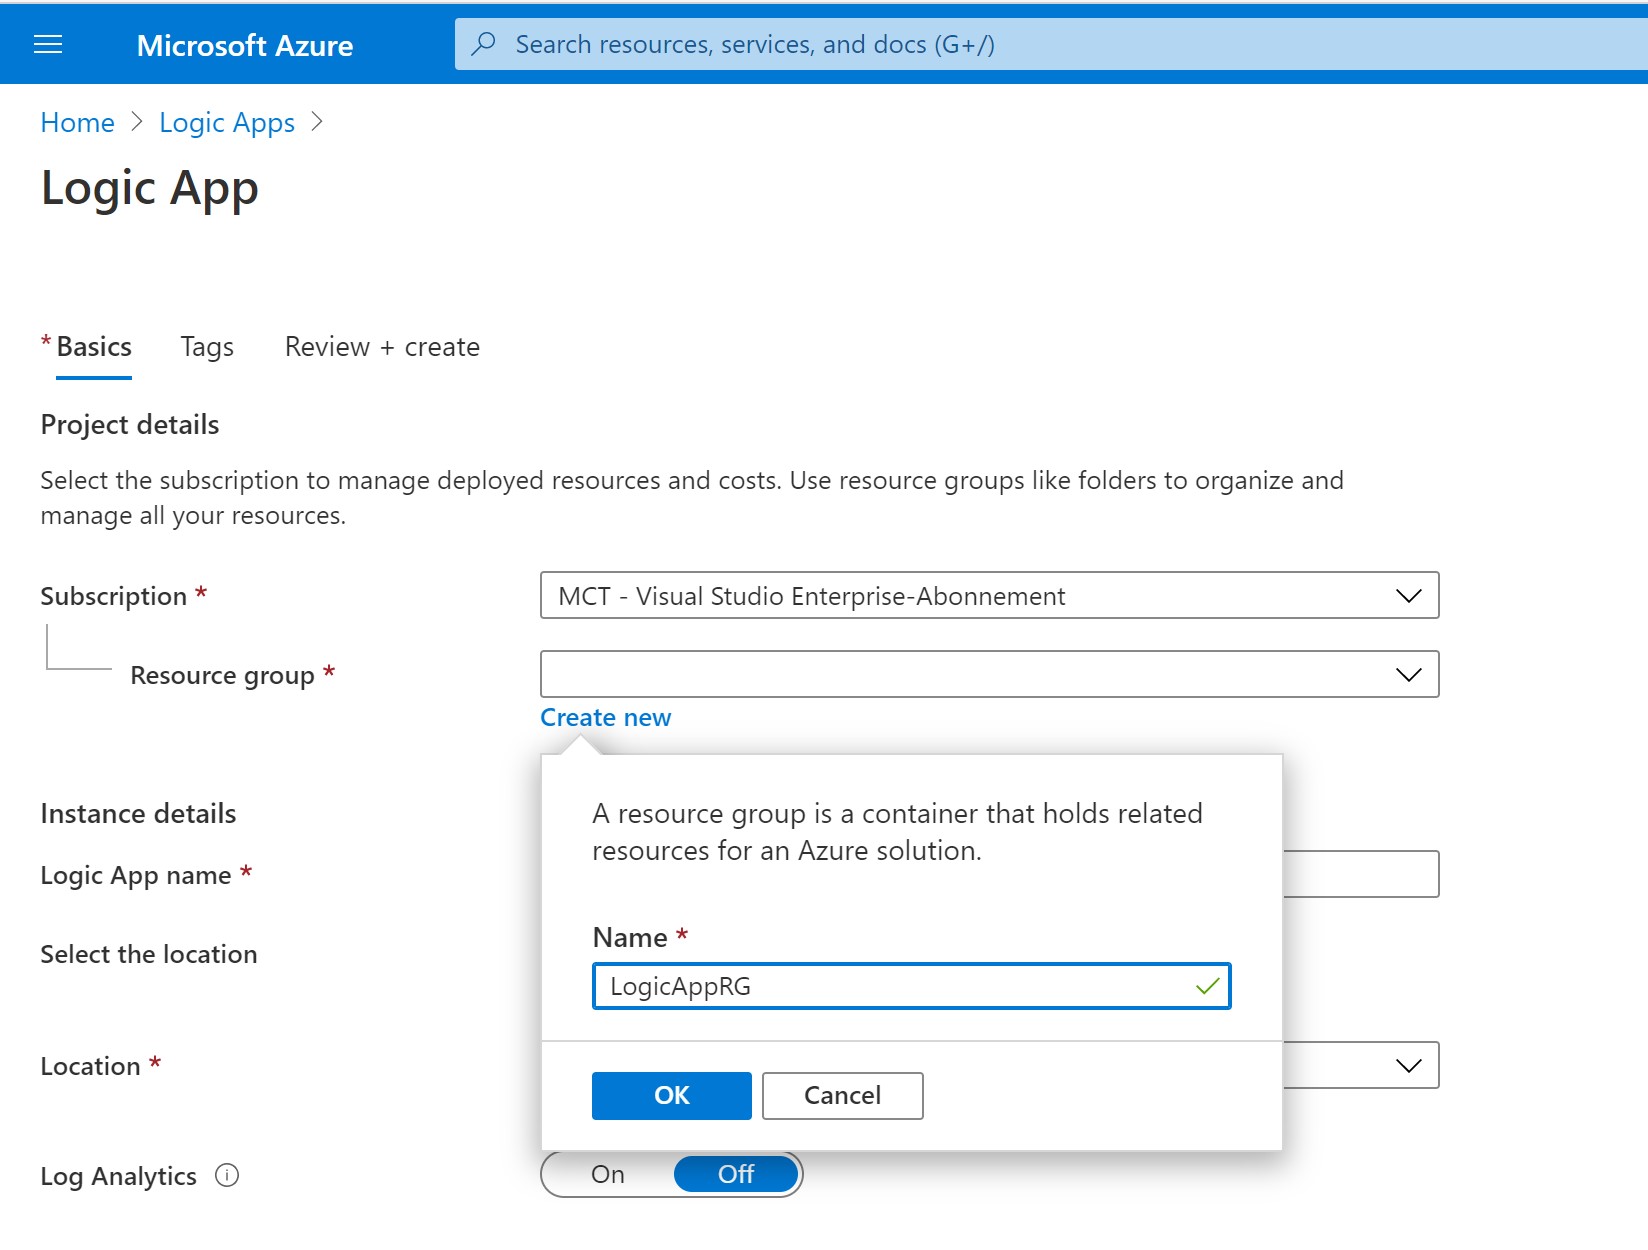 Microsoft Azure
Search resources, services, and docs (G+/)
Home > Logic Apps >
Logic App
* Basics Tags Review + create
Project details
Select the subscription to manage deployed resources and costs. Use resource groups like folders to organize and
manage all your resources.
Subscription *
MCT - Visual Studio Enterprise-Abonnement
Resource group *
Create new
A resource group is a container that holds related
resources for an Azure solution.
Name *
LogicAppRG
OK Cancel
Instance details
Logic App name *
Select the location
Location *
Log Analytics
On Off